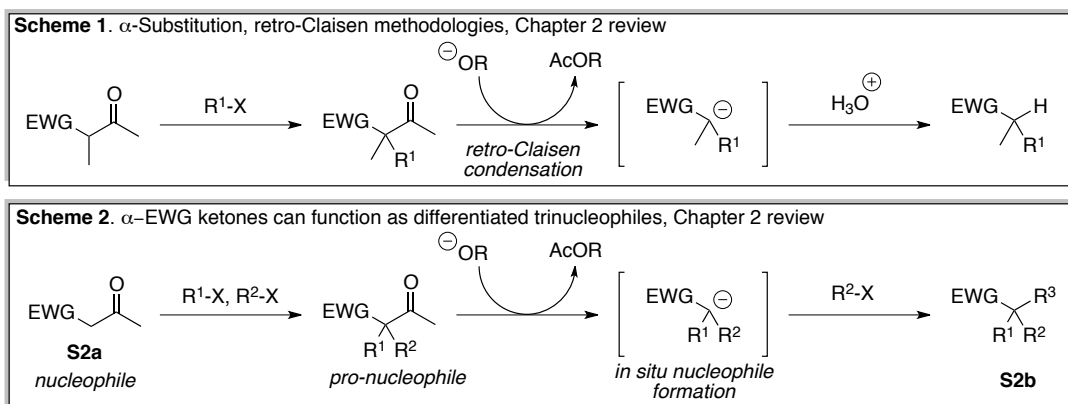 Scheme 1. α-Substitution, retro-Claisen methodologies, Chapter 2 review
⊖OR AcOR
EWG O R¹-X EWG O R¹ retro-Claisen condensation EWG ⊖ R¹ H₃O⊕ EWG H R¹
Scheme 2. α–EWG ketones can function as differentiated trinucleophiles, Chapter 2 review
⊖OR AcOR
EWG O R¹-X, R²-X EWG O R¹ R² EWG ⊖ R¹ R² R²-X EWG R³ R¹ R²
S2a S2b
nucleophile pro-nucleophile in situ nucleophile
formation